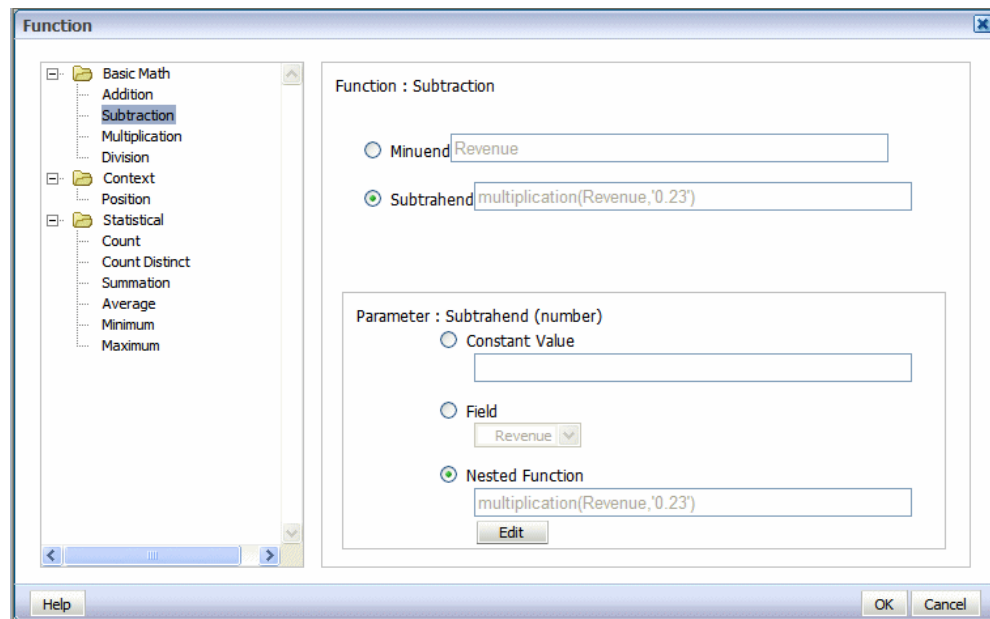 Function
Basic Math
Addition
Subtraction
Multiplication
Division
Context
Position
Statistical
Count
Count Distinct
Summation
Average
Minimum
Maximum
Function : Subtraction
Minuend Revenue
Subtrahend multiplication(Revenue,'0.23')
Parameter : Subtrahend (number)
Constant Value
Field
Revenue
Nested Function
multiplication(Revenue,'0.23')
Edit
Help OK Cancel